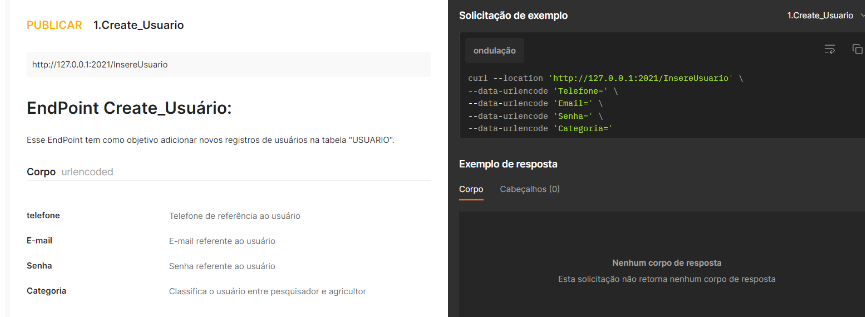 PUBLICAR 1.Create_Usuario
http://127.0.0.1:2021/InsereUsuario
EndPoint Create_Usuário:
Esse EndPoint tem como objetivo adicionar novos registros de usuários na tabela "USUARIO".
Corpo urlencoded
telefone Telefone de referência ao usuário
E-mail E-mail referente ao usuário
Senha Senha referente ao usuário
Categoria Classifica o usuário entre pesquisador e agricultor
Solicitação de exemplo 1.Create_Usuario
ondulação
curl --location 'http://127.0.0.1:2021/InsereUsuario' \
--data-urlencode 'Telefone=' \
--data-urlencode 'Email=' \
--data-urlencode 'Senha=' \
--data-urlencode 'Categoria='
Exemplo de resposta
Corpo Cabeçalhos (0)
Nenhum corpo de resposta
Esta solicitação não retorna nenhum corpo de resposta